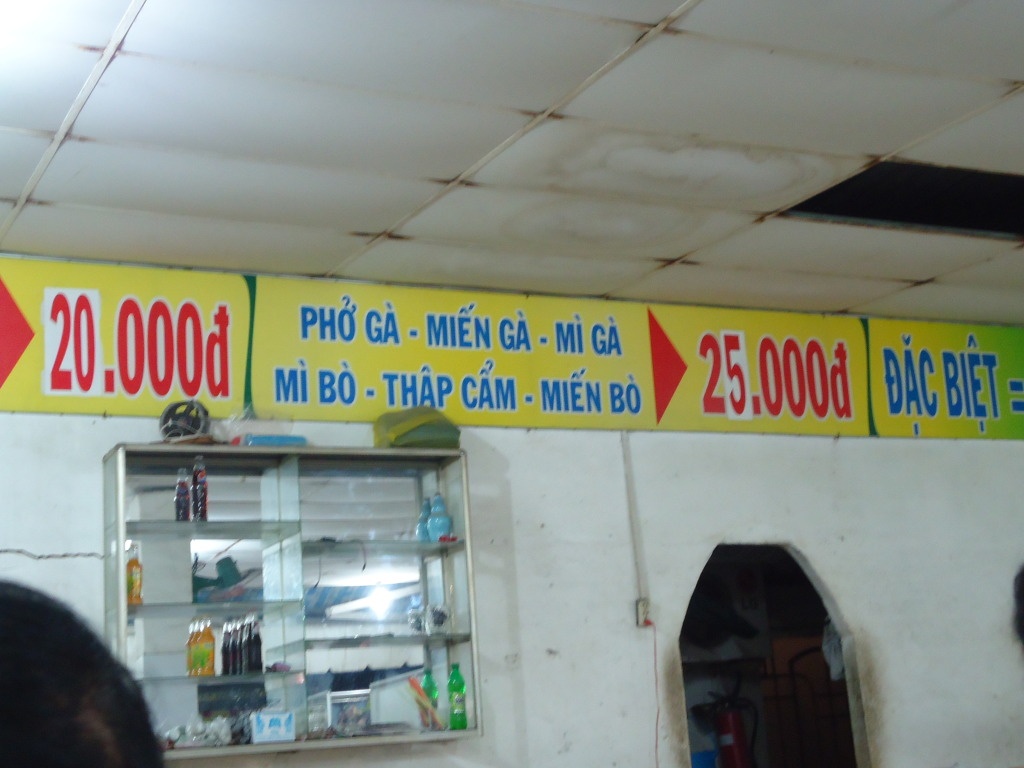 20.000đ
PHỞ GÀ - MIẾN GÀ - MÌ GÀ
MÌ BÒ - THẬP CẨM - MIẾN BÒ
25.000đ
ĐẶC BIỆT =